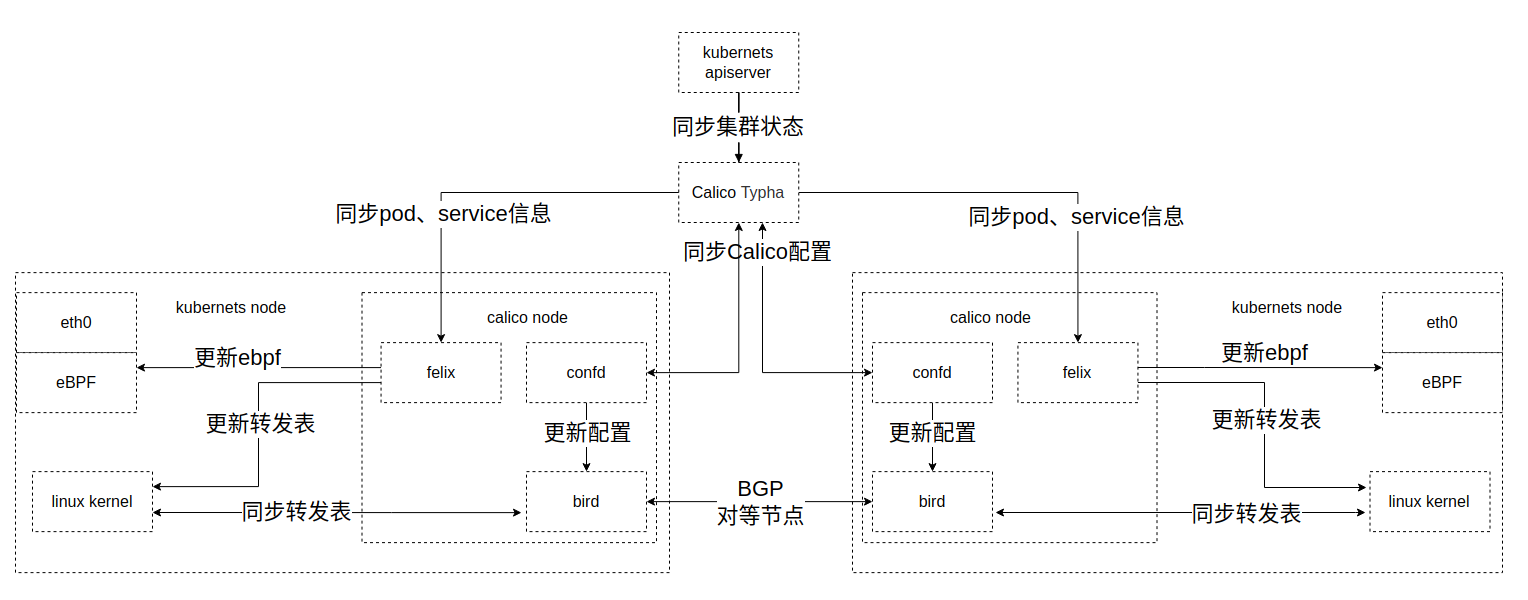 kubernets
apiserver
同步集群状态
Calico Typha
同步pod、service信息
同步pod、service信息
同步Calico配置
kubernets node
calico node
eth0
eBPF
更新ebpf
felix
confd
更新转发表
更新配置
linux kernel
同步转发表
bird
BGP
对等节点
calico node
kubernets node
confd
felix
更新ebpf
eth0
eBPF
更新配置
更新转发表
bird
同步转发表
linux kernel